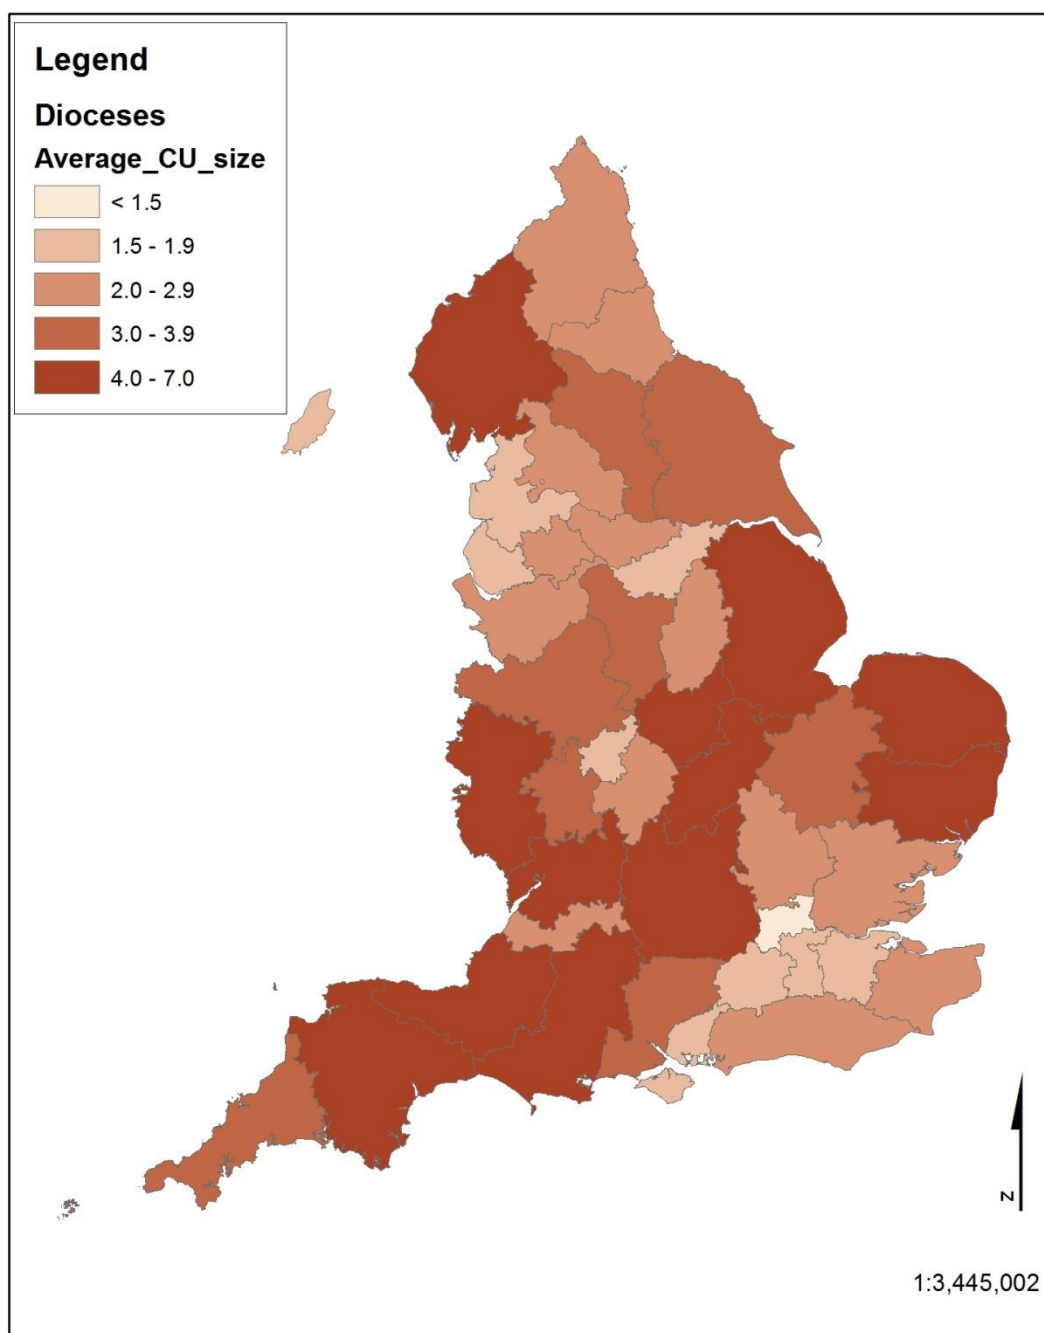 Legend
Dioceses
Average_CU_size
< 1.5
1.5 - 1.9
2.0 - 2.9
3.0 - 3.9
4.0 - 7.0
N
1:3,445,002